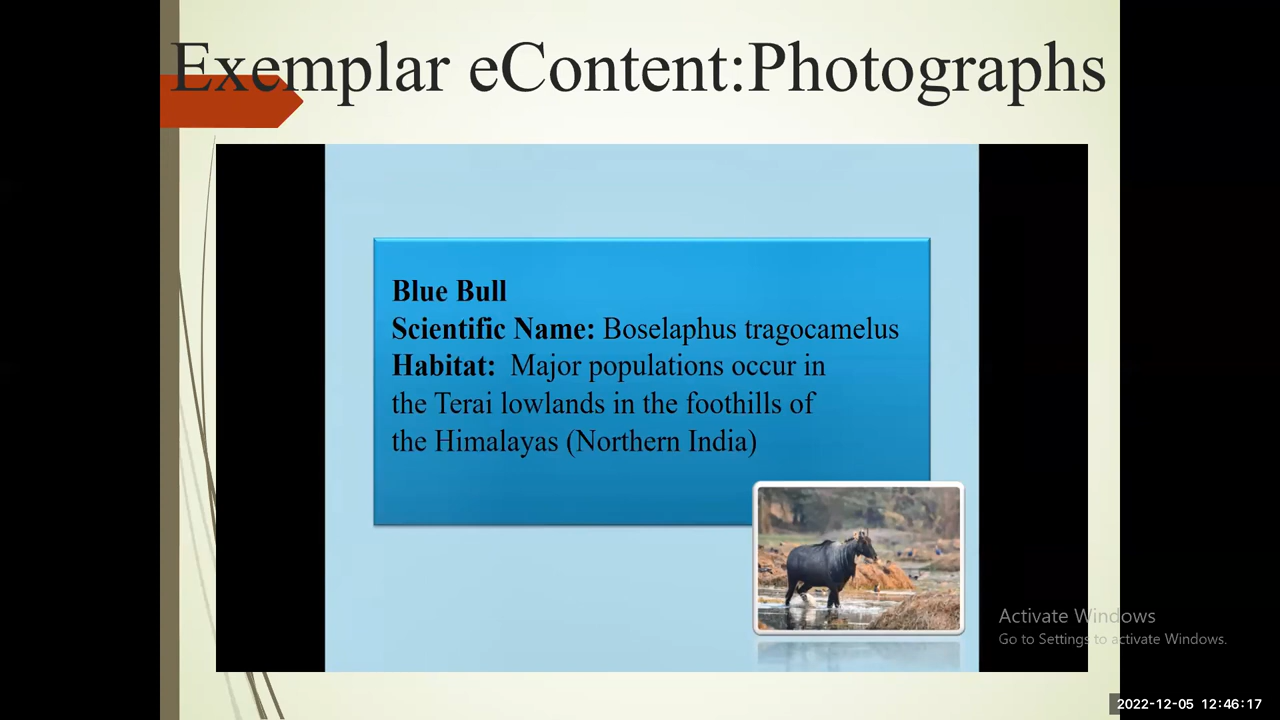 Exemplar eContent:Photographs
Blue Bull
Scientific Name: Boselaphus tragocamelus
Habitat:  Major populations occur in
the Terai lowlands in the foothills of
the Himalayas (Northern India)
Activate Windows
Go to Settings to activate Windows.
2022-12-05 12:46:17